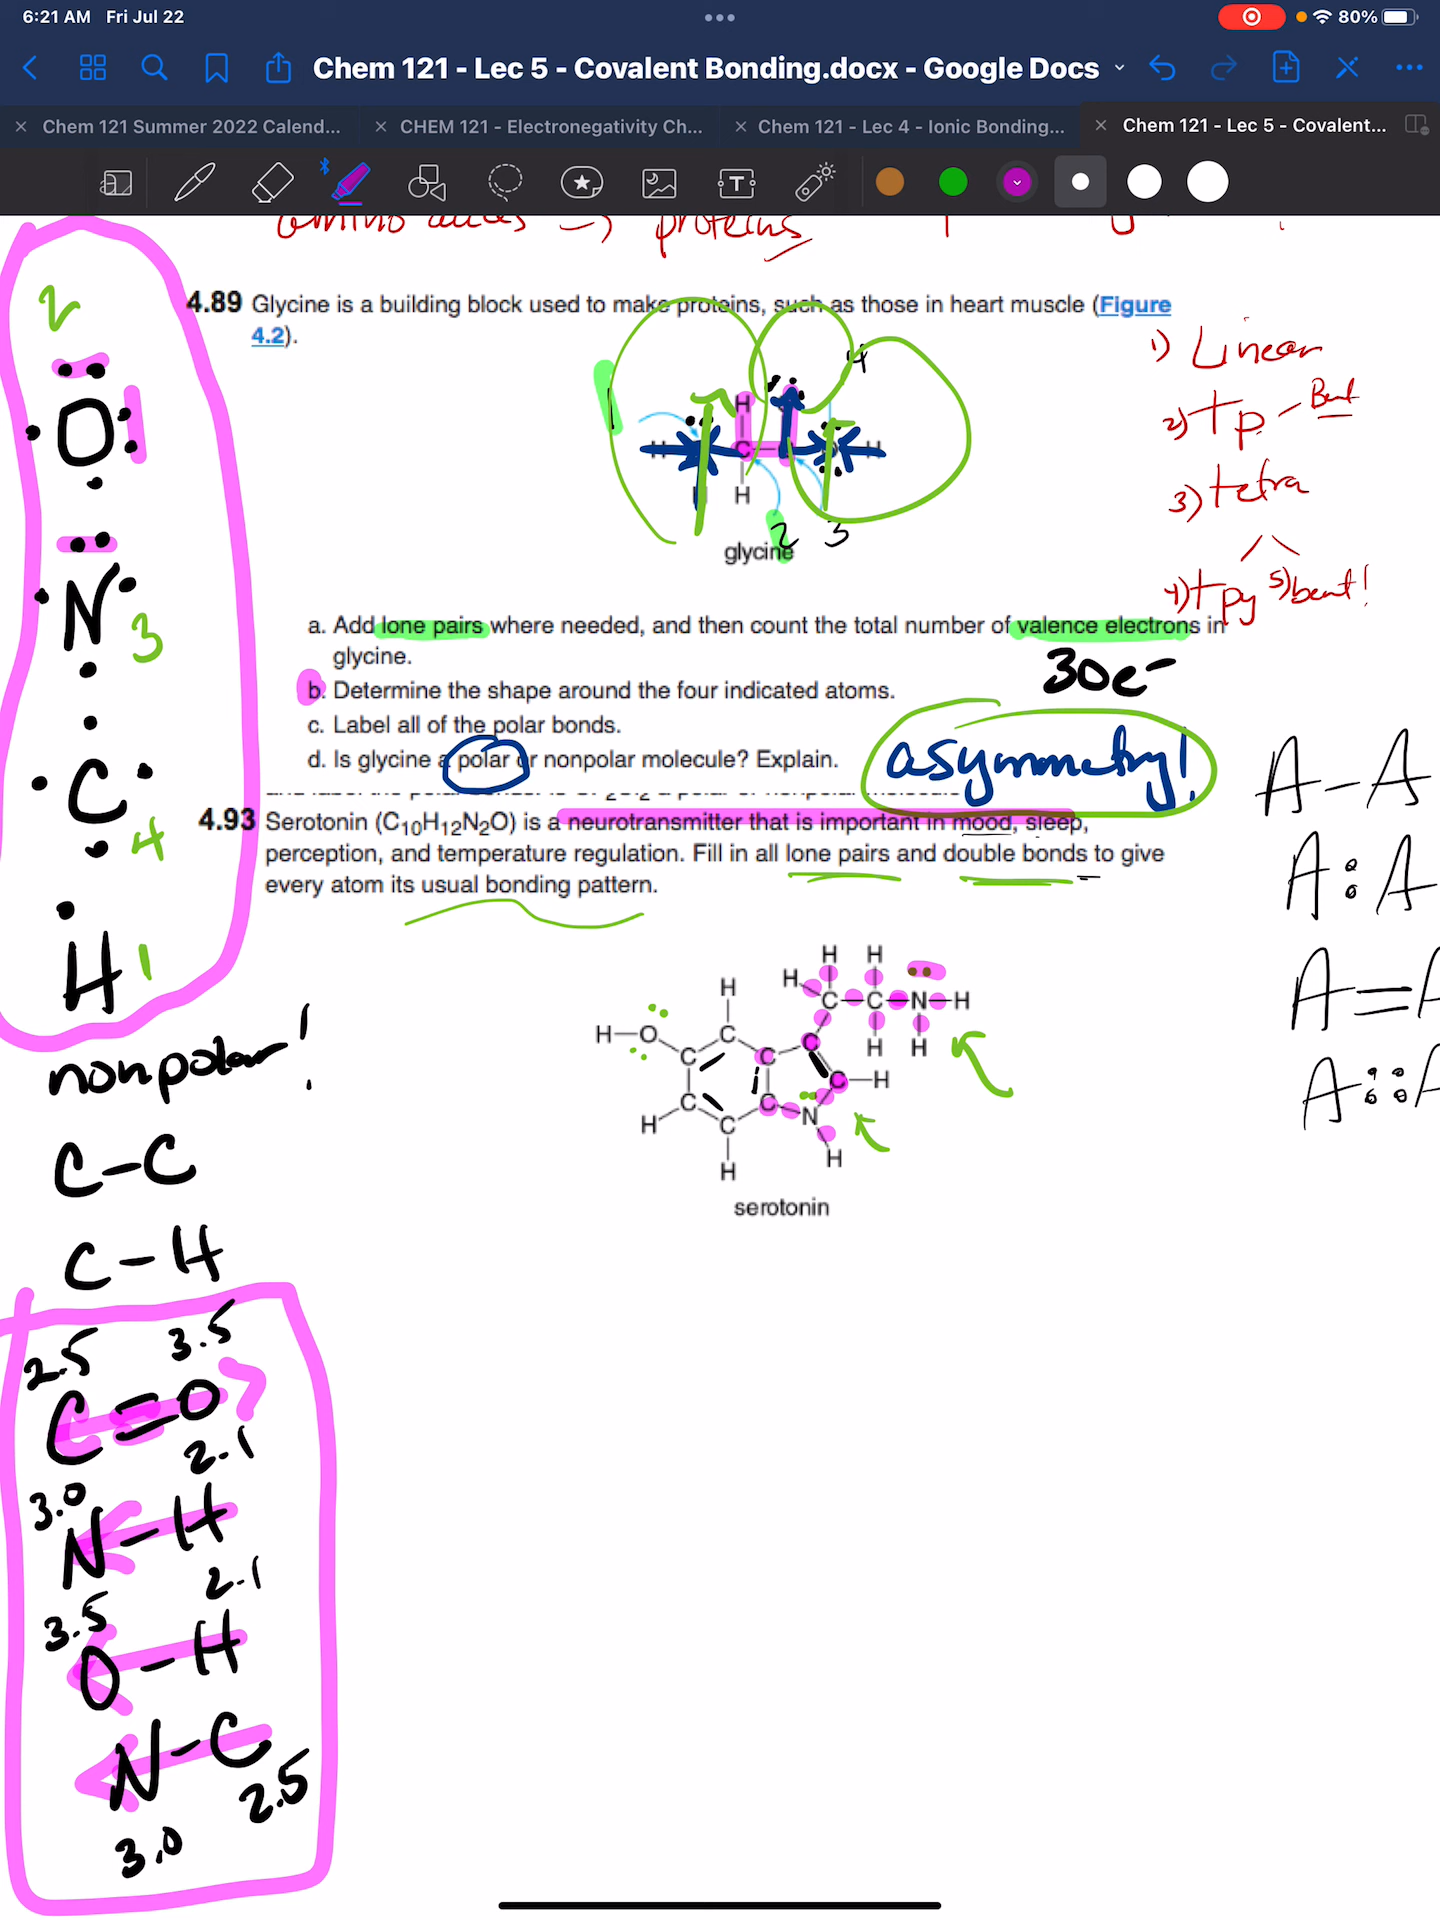 6:21 AM Fri Jul 22
80%
Chem 121 - Lec 5 - Covalent Bonding.docx - Google Docs
Chem 121 Summer 2022 Calend...
CHEM 121 - Electronegativity Ch...
Chem 121 - Lec 4 - Ionic Bonding...
Chem 121 - Lec 5 - Covalent...
amino acids → proteins
4.89 Glycine is a building block used to make proteins, such as those in heart muscle (Figure
4.2).
1
4
H
H
C
H
H
2
3
glycine
1) Linear
2) tp - Bent
3) tetra
4) tpy 5) bent!
a. Add lone pairs where needed, and then count the total number of valence electrons in
glycine.
30e-
b. Determine the shape around the four indicated atoms.
c. Label all of the polar bonds.
d. Is glycine a polar or nonpolar molecule? Explain.
asymmetry!
4.93 Serotonin (C10H12N2O) is a neurotransmitter that is important in mood, sleep,
perception, and temperature regulation. Fill in all lone pairs and double bonds to give
every atom its usual bonding pattern.
H H
H H C-C-N-H
H-O C C C C H H
C C C-H
H C C N
H H
serotonin
2
O
N
3
C
4
H 1
nonpolar!
C-C
C-H
2.5 3.5
C=O
3.0 2.1
N-H
3.5 2.1
O-H
N-C
3.0 2.5
A-A
A:A
A=A
A::A